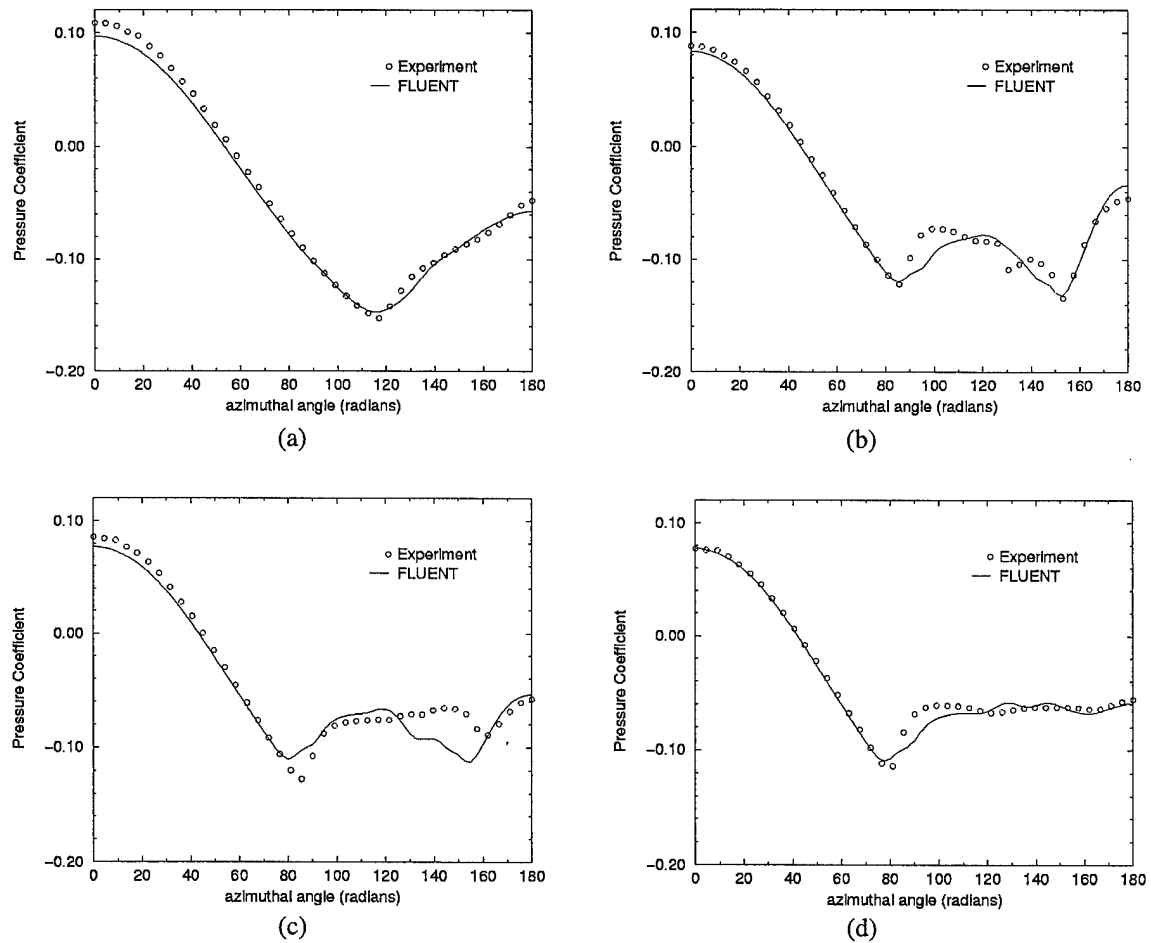 0.10
0.00
−0.10
−0.20
Pressure Coefficient
Experiment
FLUENT
0 20 40 60 80 100 120 140 160 180
azimuthal angle (radians)
(a)
0.10
0.00
−0.10
−0.20
Pressure Coefficient
Experiment
FLUENT
0 20 40 60 80 100 120 140 160 180
azimuthal angle (radians)
(b)
0.10
0.00
−0.10
−0.20
Pressure Coefficient
Experiment
FLUENT
0 20 40 60 80 100 120 140 160 180
azimuthal angle (radians)
(c)
0.10
0.00
−0.10
−0.20
Pressure Coefficient
Experiment
FLUENT
0 20 40 60 80 100 120 140 160 180
azimuthal angle (radians)
(d)